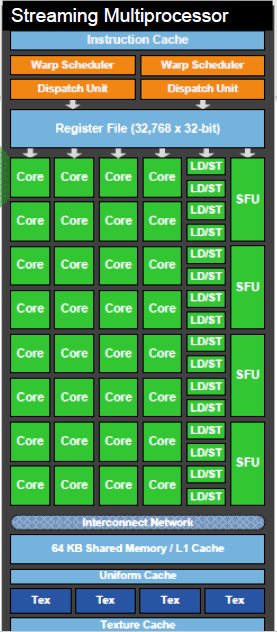 Streaming Multiprocessor
Instruction Cache
Warp Scheduler Warp Scheduler
Dispatch Unit Dispatch Unit
Register File (32,768 x 32-bit)
Core Core Core Core LD/ST
LD/ST SFU
Core Core Core Core LD/ST
LD/ST
Core Core Core Core LD/ST
LD/ST SFU
Core Core Core Core LD/ST
LD/ST
Core Core Core Core LD/ST
LD/ST SFU
Core Core Core Core LD/ST
LD/ST
Core Core Core Core LD/ST
LD/ST SFU
Core Core Core Core LD/ST
LD/ST
Interconnect Network
64 KB Shared Memory / L1 Cache
Uniform Cache
Tex Tex Tex Tex
Texture Cache